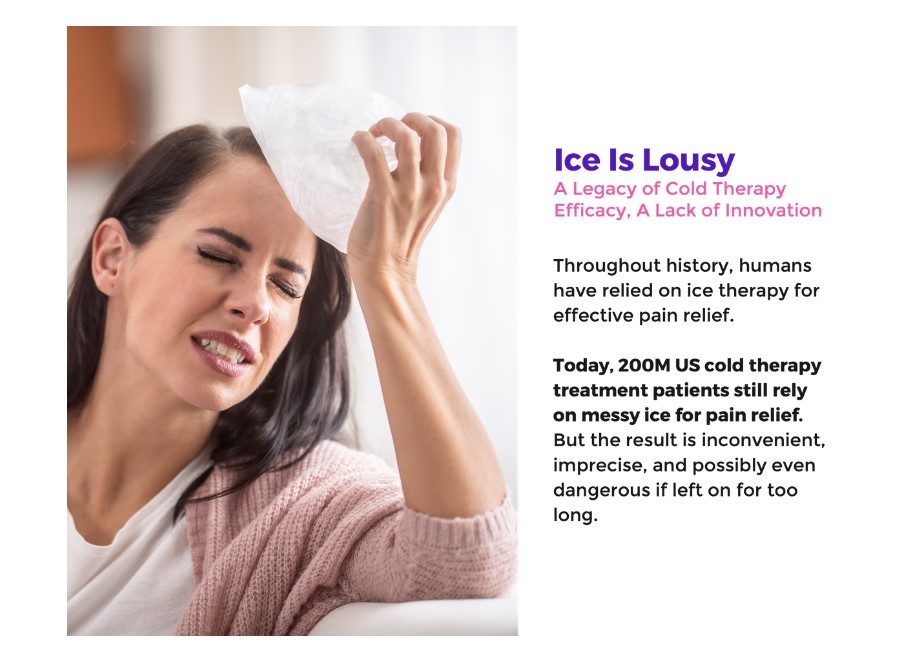 Ice Is Lousy
A Legacy of Cold Therapy
Efficacy, A Lack of Innovation
Throughout history, humans
have relied on ice therapy for
effective pain relief.
Today, 200M US cold therapy
treatment patients still rely
on messy ice for pain relief.
But the result is inconvenient,
imprecise, and possibly even
dangerous if left on for too
long.